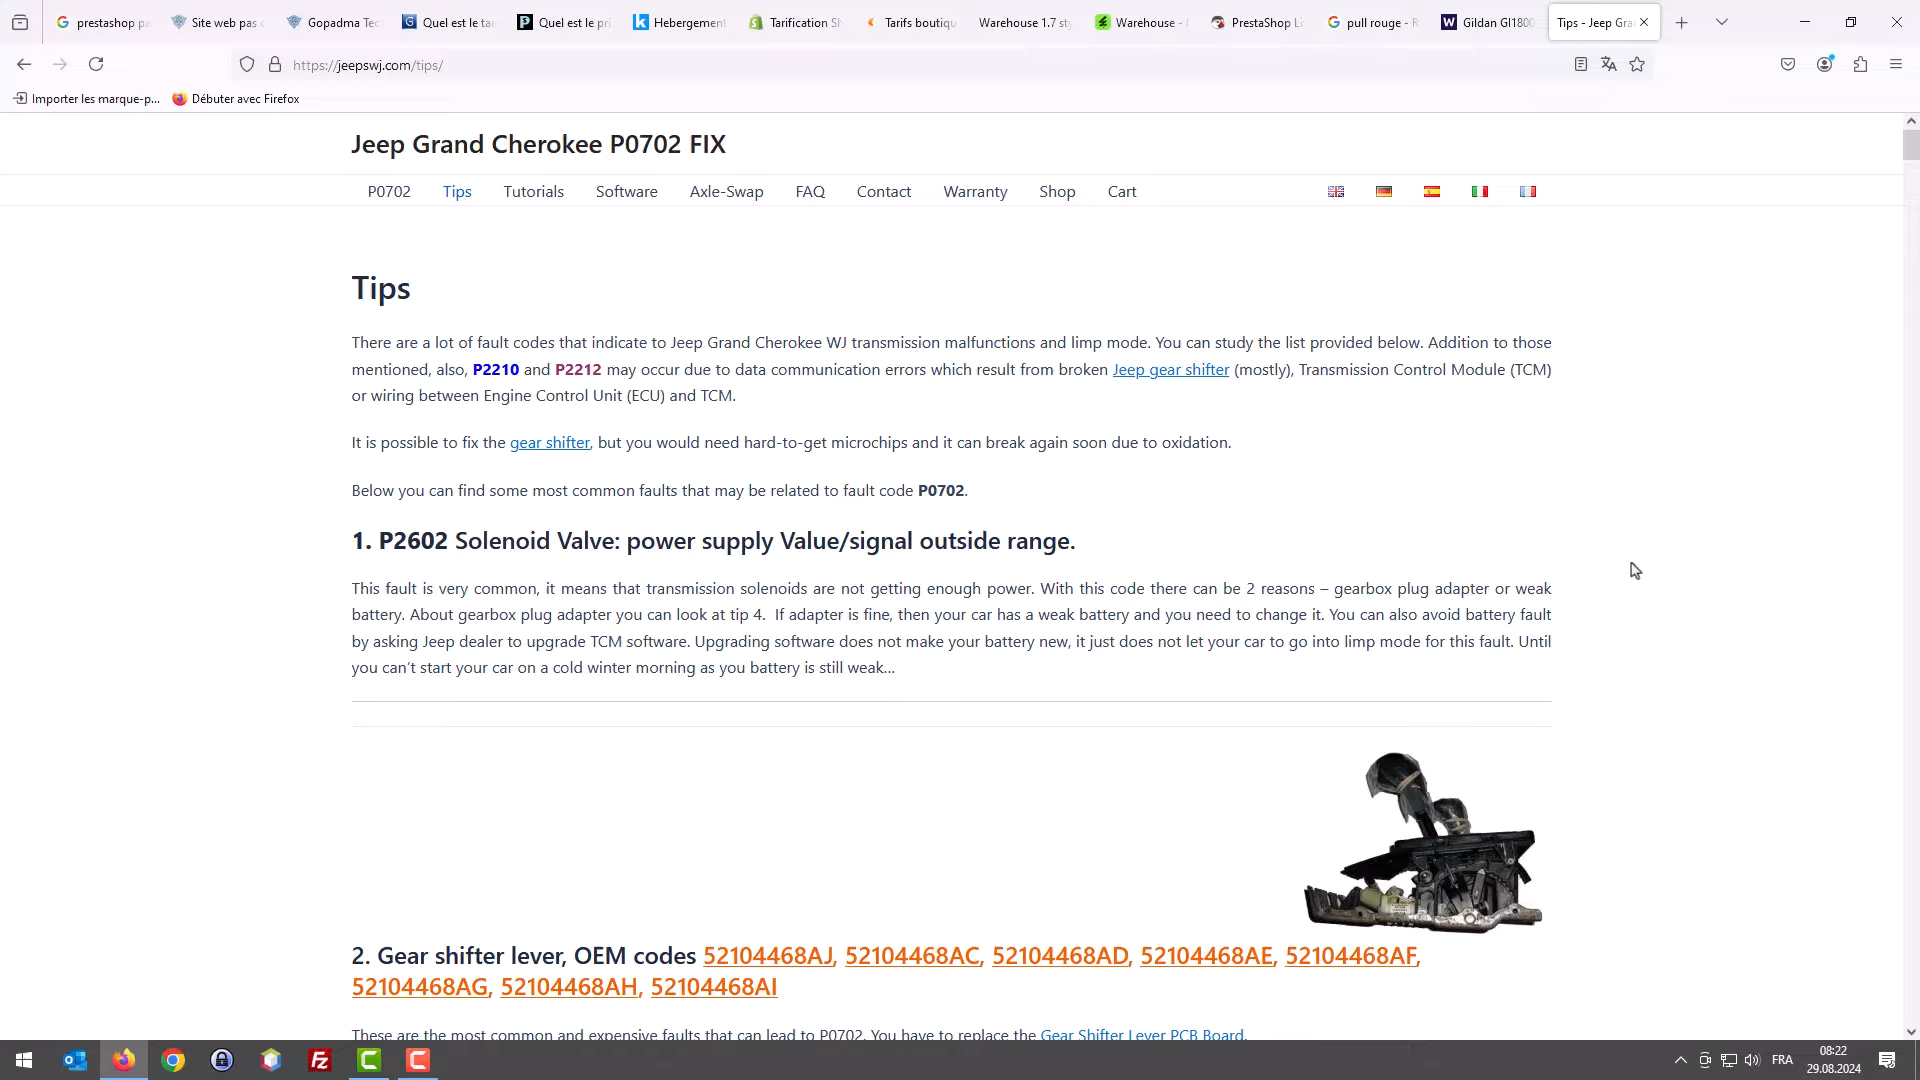 prestashop pa
Site web pas c
Gopadma Tec
Quel est le tar
Quel est le pri
Hebergement
Tarification Sh
Tarifs boutiqu
Warehouse 1.7 sty
Warehouse -
PrestaShop Li
pull rouge - R
Gildan GI1800
Tips - Jeep Gra
https://jeepswj.com/tips/
Importer les marque-p...
Débuter avec Firefox
Jeep Grand Cherokee P0702 FIX
P0702 Tips Tutorials Software Axle-Swap FAQ Contact Warranty Shop Cart
Tips
There are a lot of fault codes that indicate to Jeep Grand Cherokee WJ transmission malfunctions and limp mode. You can study the list provided below. Addition to those
mentioned, also, P2210 and P2212 may occur due to data communication errors which result from broken Jeep gear shifter (mostly), Transmission Control Module (TCM)
or wiring between Engine Control Unit (ECU) and TCM.
It is possible to fix the gear shifter, but you would need hard-to-get microchips and it can break again soon due to oxidation.
Below you can find some most common faults that may be related to fault code P0702.
1. P2602 Solenoid Valve: power supply Value/signal outside range.
This fault is very common, it means that transmission solenoids are not getting enough power. With this code there can be 2 reasons – gearbox plug adapter or weak
battery. About gearbox plug adapter you can look at tip 4. If adapter is fine, then your car has a weak battery and you need to change it. You can also avoid battery fault
by asking Jeep dealer to upgrade TCM software. Upgrading software does not make your battery new, it just does not let your car to go into limp mode for this fault. Until
you can’t start your car on a cold winter morning as you battery is still weak…
2. Gear shifter lever, OEM codes 52104468AJ, 52104468AC, 52104468AD, 52104468AE, 52104468AF,
52104468AG, 52104468AH, 52104468AI
These are the most common and expensive faults that can lead to P0702. You have to replace the Gear Shifter Lever PCB Board.
FRA
08:22
29.08.2024